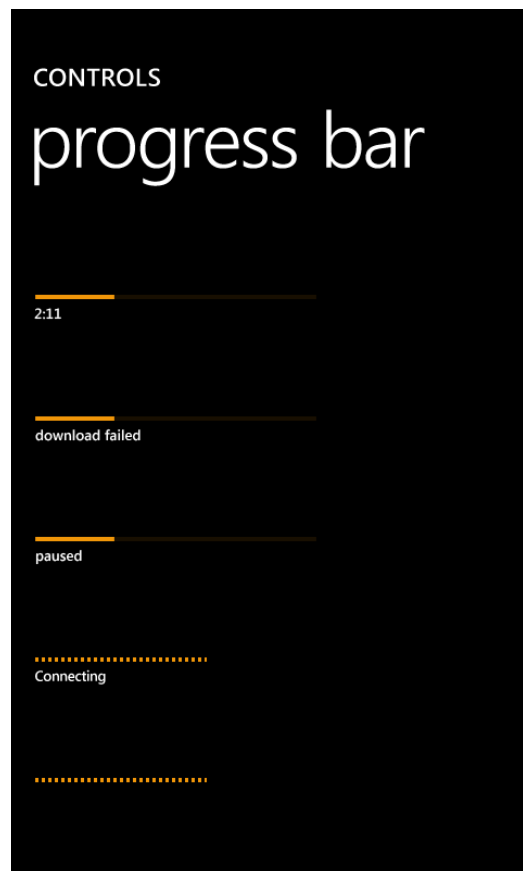 CONTROLS
progress bar
2:11
download failed
paused
Connecting